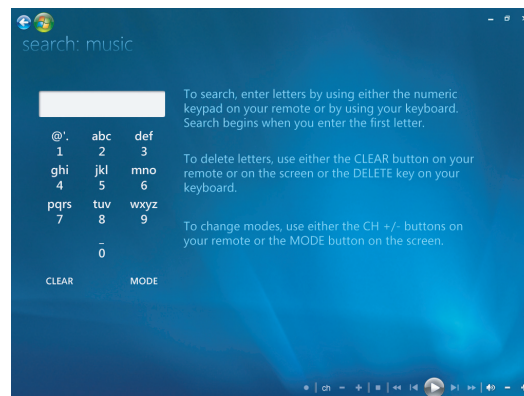 search: music
To search, enter letters by using either the numeric
keypad on your remote or by using your keyboard.
Search begins when you enter the first letter.
To delete letters, use either the CLEAR button on your
remote or on the screen or the DELETE key on your
keyboard.
To change modes, use either the CH +/- buttons on
your remote or the MODE button on the screen.
@'. abc def
1 2 3
ghi jkl mno
4 5 6
pqrs tuv wxyz
7 8 9
_
0
CLEAR MODE
ch - +
- +